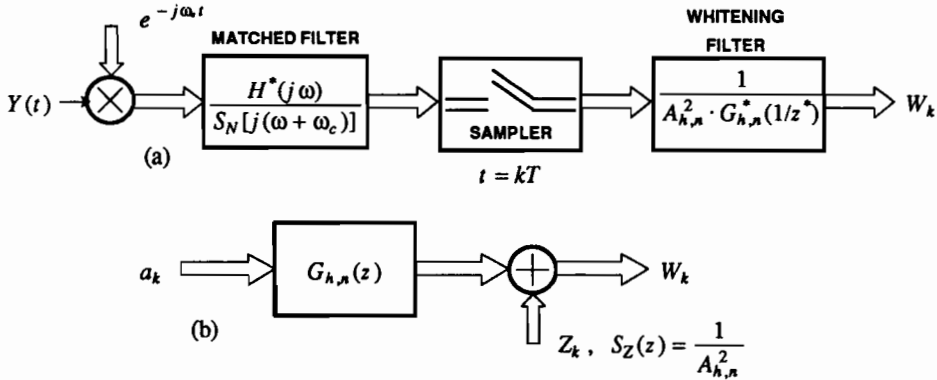 e^{-jω_c t}
MATCHED FILTER
WHITENING FILTER
Y(t)
H^*(jω) / S_N[j(ω + ω_c)]
SAMPLER
1 / (A_{h,n}^2 · G_{h,n}^*(1/z^*))
W_k
(a)
t = kT
a_k
G_{h,n}(z)
W_k
(b)
Z_k , S_Z(z) = 1 / A_{h,n}^2